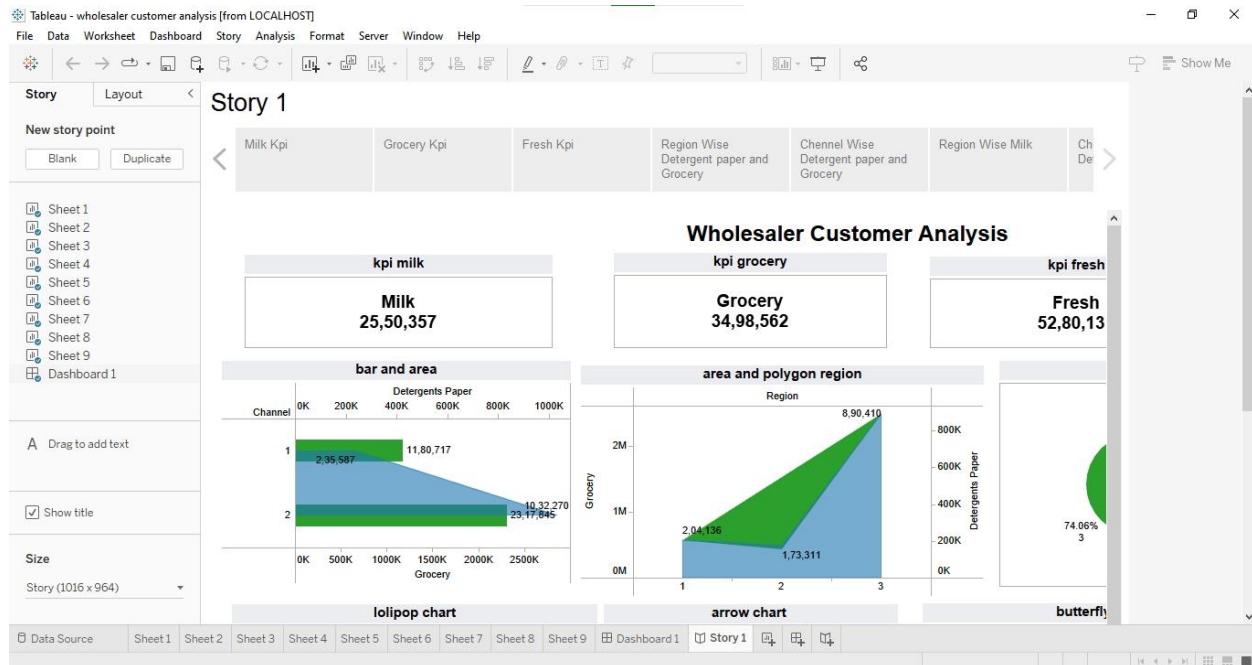 Tableau - wholesaler customer analysis [from LOCALHOST]
File Data Worksheet Dashboard Story Analysis Format Server Window Help
Show Me
Story Layout
New story point
Blank Duplicate
Sheet 1
Sheet 2
Sheet 3
Sheet 4
Sheet 5
Sheet 6
Sheet 7
Sheet 8
Sheet 9
Dashboard 1
A Drag to add text
Show title
Size
Story (1016 x 964)
Story 1
Milk Kpi
Grocery Kpi
Fresh Kpi
Region Wise
Detergent paper and
Grocery
Chennel Wise
Detergent paper and
Grocery
Region Wise Milk
Ch
De
Wholesaler Customer Analysis
kpi milk
Milk
25,50,357
kpi grocery
Grocery
34,98,562
kpi fresh
Fresh
52,80,13
bar and area
Detergents Paper
Channel 0K 200K 400K 600K 800K 1000K
1
11,80,717
2,35,587
2
10,32,270
23,17,845
0K 500K 1000K 1500K 2000K 2500K
Grocery
area and polygon region
Region
8,90,410
2M
1M
0M
Grocery
2,04,136
1,73,311
800K
600K
400K
200K
0K
Detergents Paper
1 2 3
74.06%
3
lolipop chart
arrow chart
butterfly
Data Source Sheet 1 Sheet 2 Sheet 3 Sheet 4 Sheet 5 Sheet 6 Sheet 7 Sheet 8 Sheet 9 Dashboard 1 Story 1